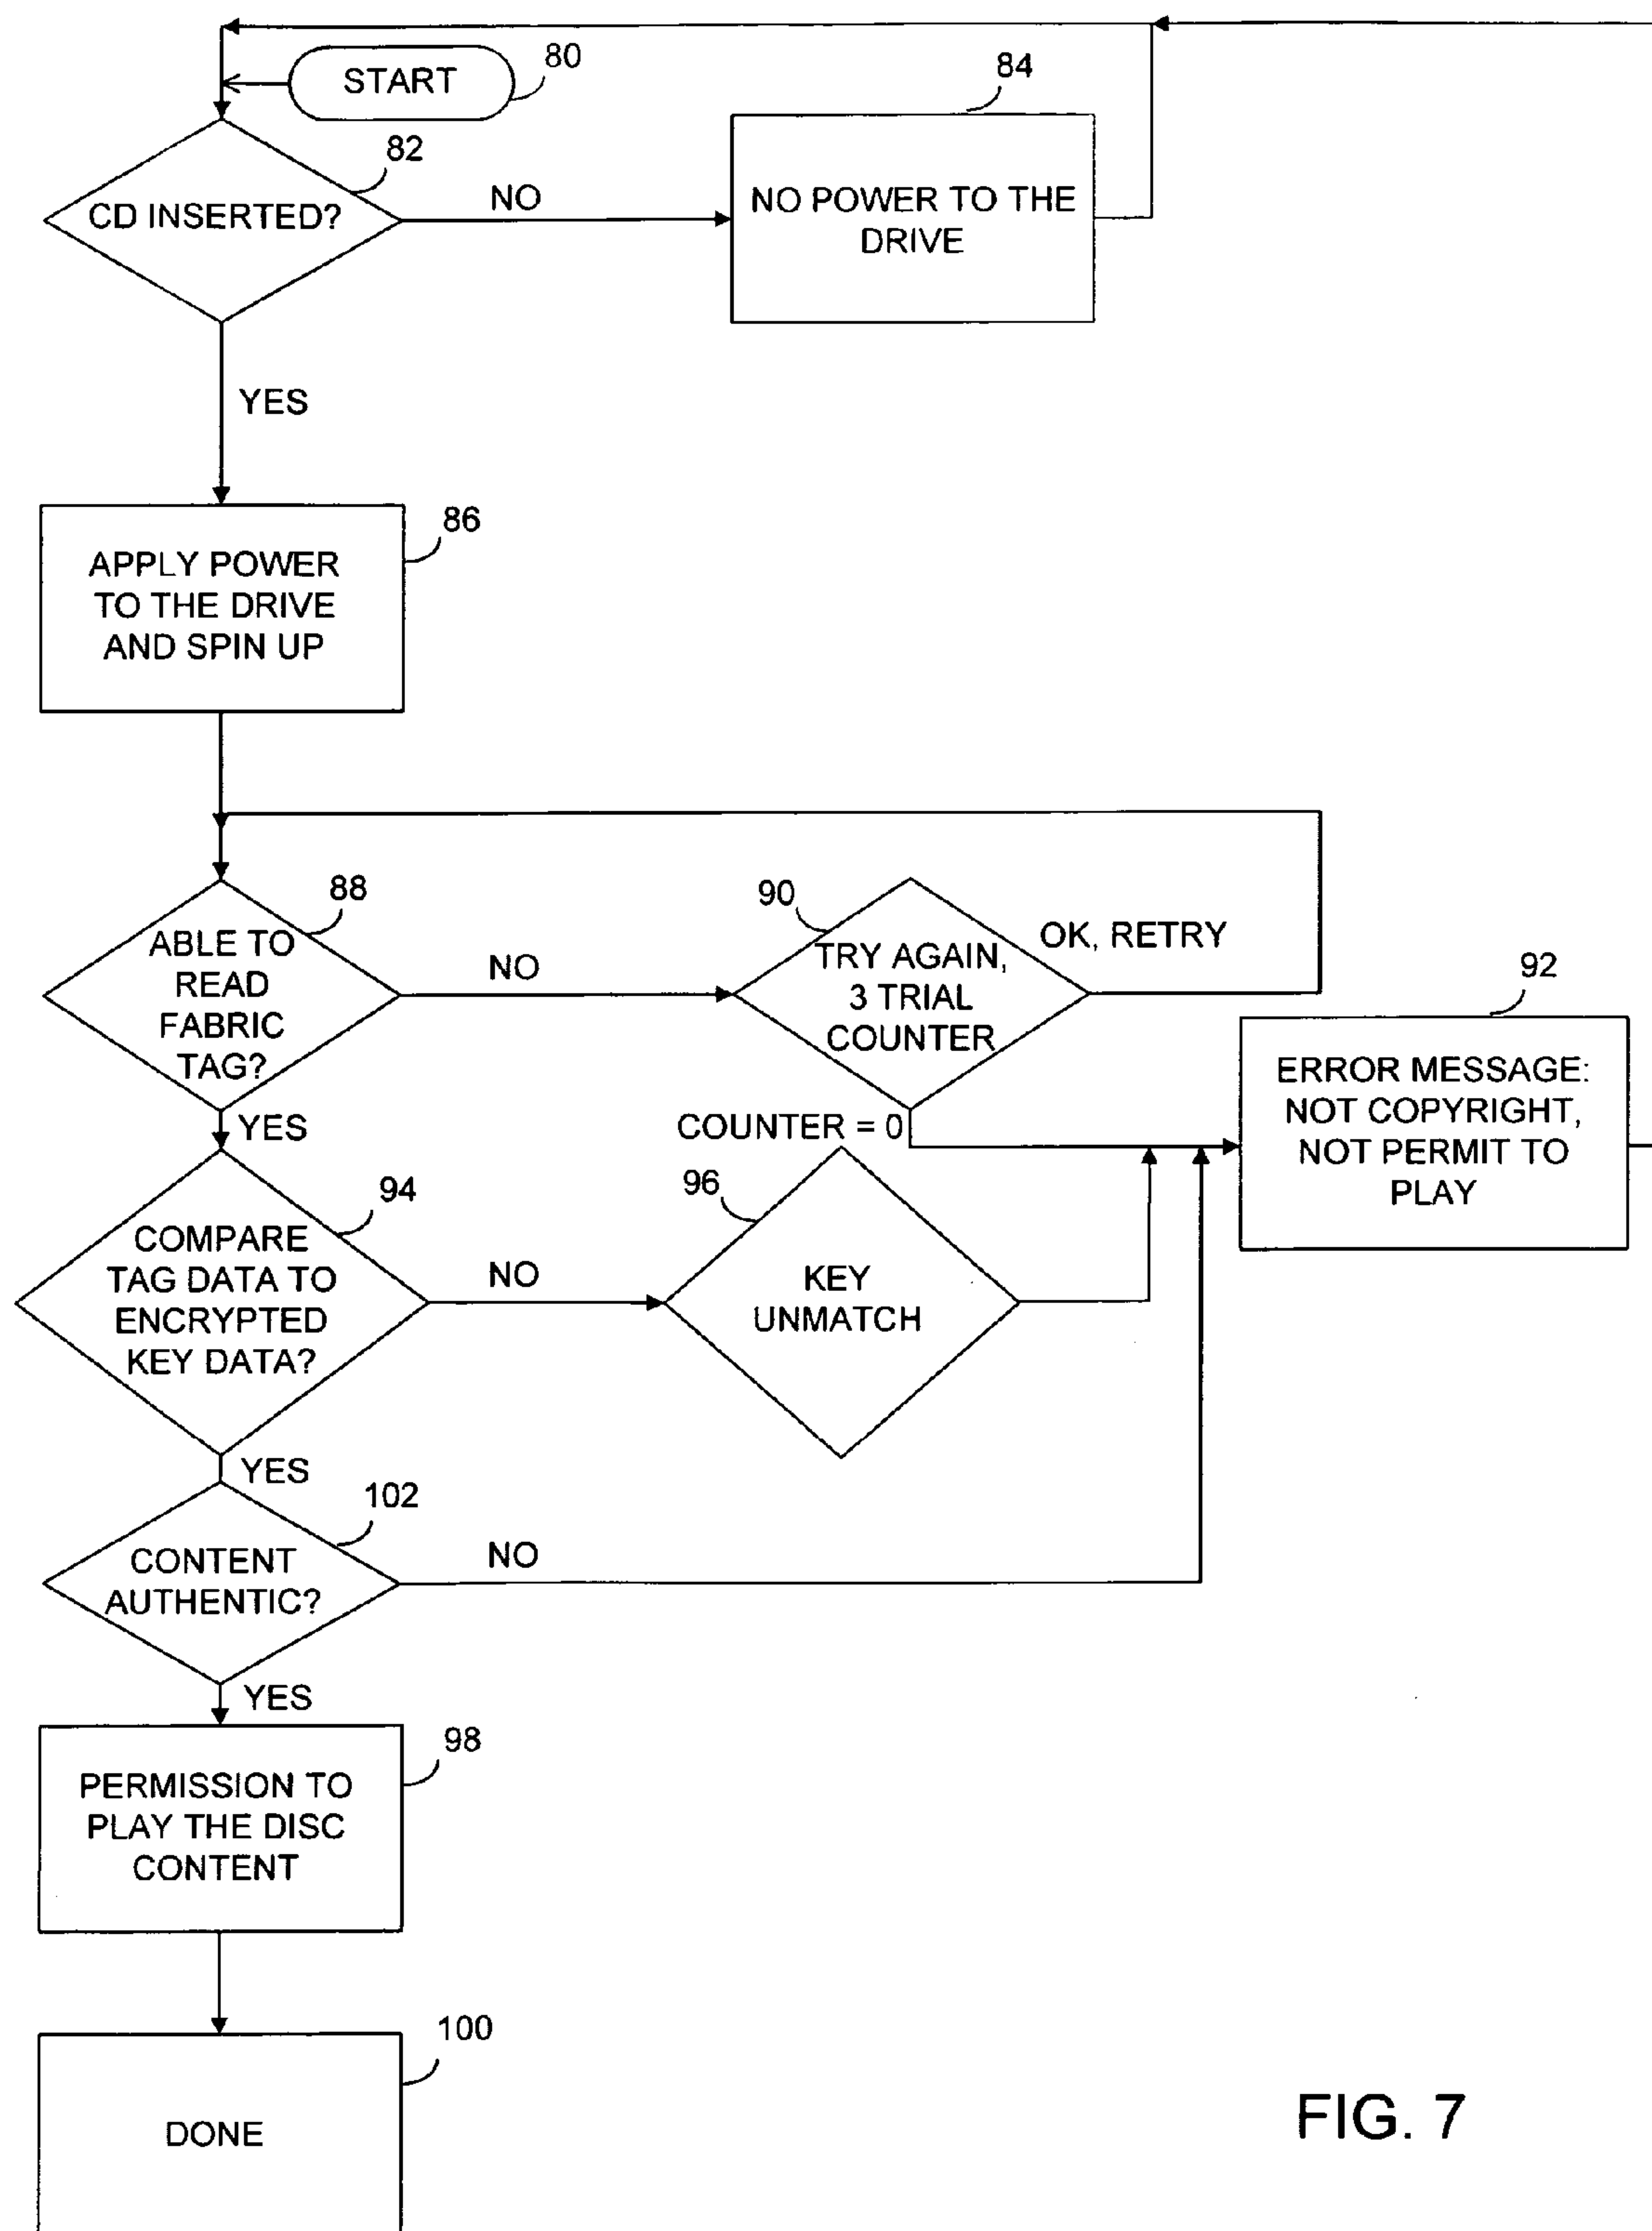 START
80
84
82
CD INSERTED?
NO
NO POWER TO THE
DRIVE
YES
86
APPLY POWER
TO THE DRIVE
AND SPIN UP
88
ABLE TO
READ
FABRIC
TAG?
NO
90
TRY AGAIN,
3 TRIAL
COUNTER
OK, RETRY
92
ERROR MESSAGE:
NOT COPYRIGHT,
NOT PERMIT TO
PLAY
YES
COUNTER = 0
94
COMPARE
TAG DATA TO
ENCRYPTED
KEY DATA?
NO
96
KEY
UNMATCH
YES
102
CONTENT
AUTHENTIC?
NO
YES
98
PERMISSION TO
PLAY THE DISC
CONTENT
100
DONE
FIG. 7